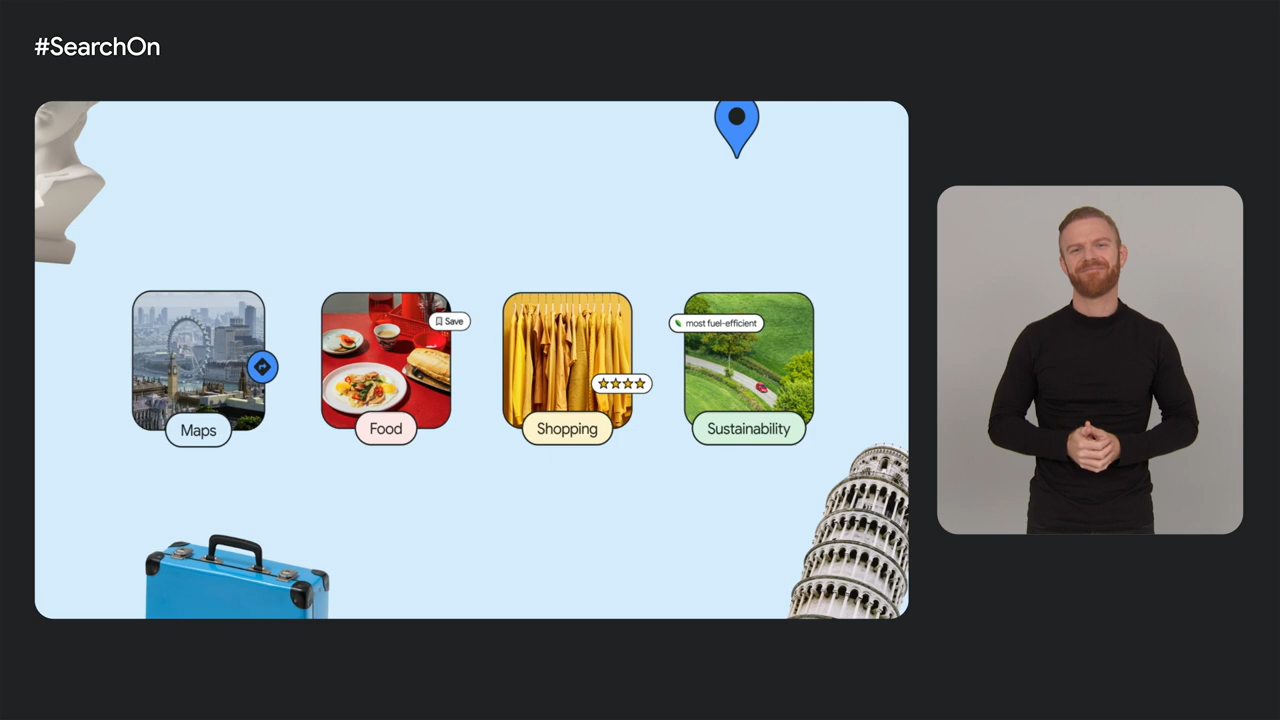 #SearchOn
Save
most fuel-efficient
Maps
Food
Shopping
Sustainability